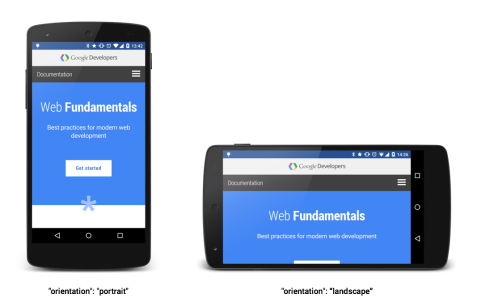 13:42
Google Developers
Documentation
Web Fundamentals
Best practices for modern web
development
Get started
*
"orientation": "portrait"
14:26
Google Developers
Documentation
Web Fundamentals
Best practices for modern web development
"orientation": "landscape"